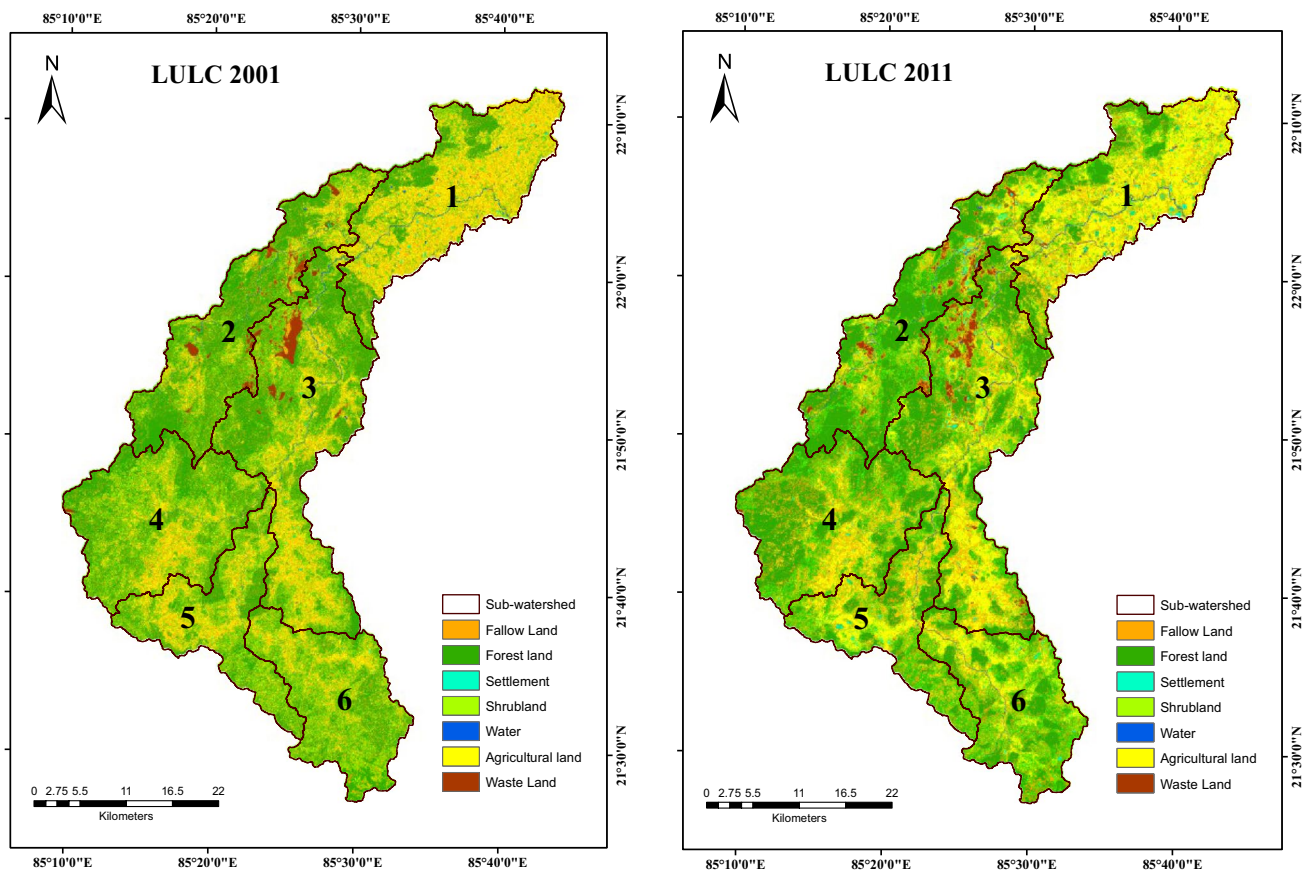 85°10'0"E 85°20'0"E 85°30'0"E 85°40'0"E
N
LULC 2001
22°10'0"N
22°0'0"N
21°50'0"N
21°40'0"N
21°30'0"N
1
2
3
4
5
6
Sub-watershed
Fallow Land
Forest land
Settlement
Shrubland
Water
Agricultural land
Waste Land
0 2.75 5.5 11 16.5 22
Kilometers
85°10'0"E 85°20'0"E 85°30'0"E 85°40'0"E
85°10'0"E 85°20'0"E 85°30'0"E 85°40'0"E
N
LULC 2011
22°10'0"N
22°0'0"N
21°50'0"N
21°40'0"N
21°30'0"N
1
2
3
4
5
6
Sub-watershed
Fallow Land
Forest land
Settlement
Shrubland
Water
Agricultural land
Waste Land
0 2.75 5.5 11 16.5 22
Kilometers
85°10'0"E 85°20'0"E 85°30'0"E 85°40'0"E